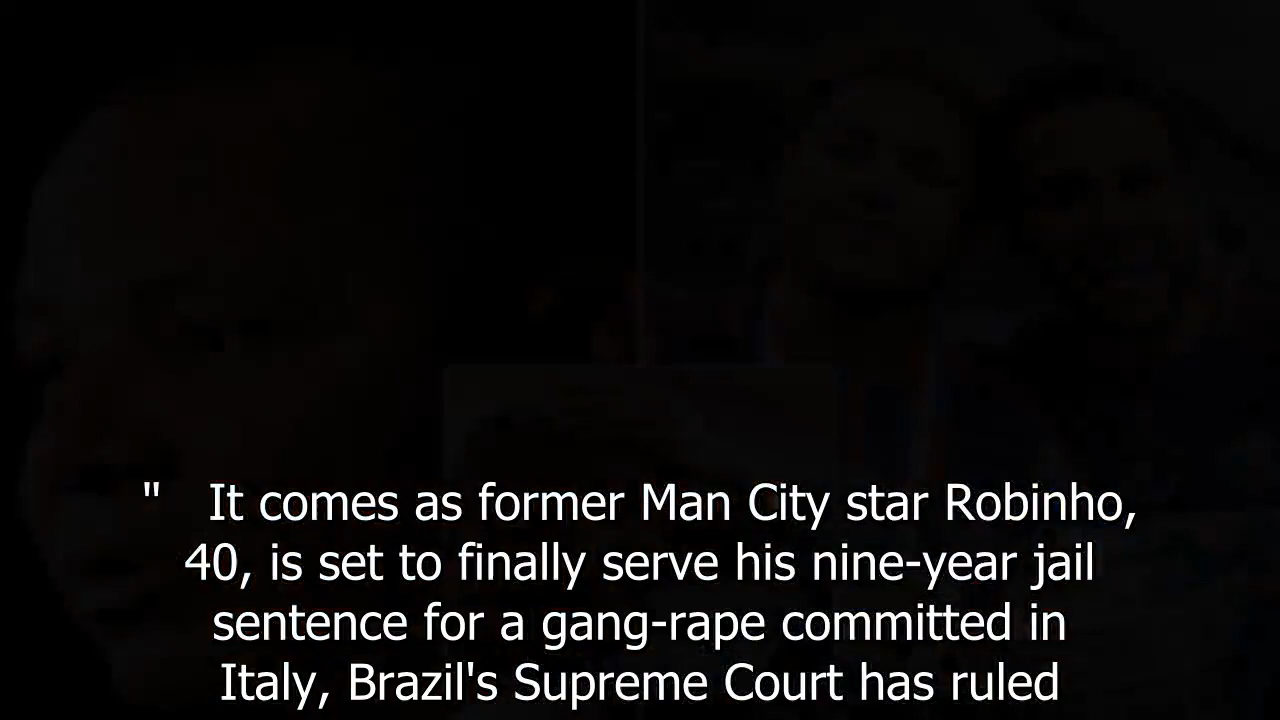 "   It comes as former Man City star Robinho,
40, is set to finally serve his nine-year jail
sentence for a gang-rape committed in
Italy, Brazil's Supreme Court has ruled